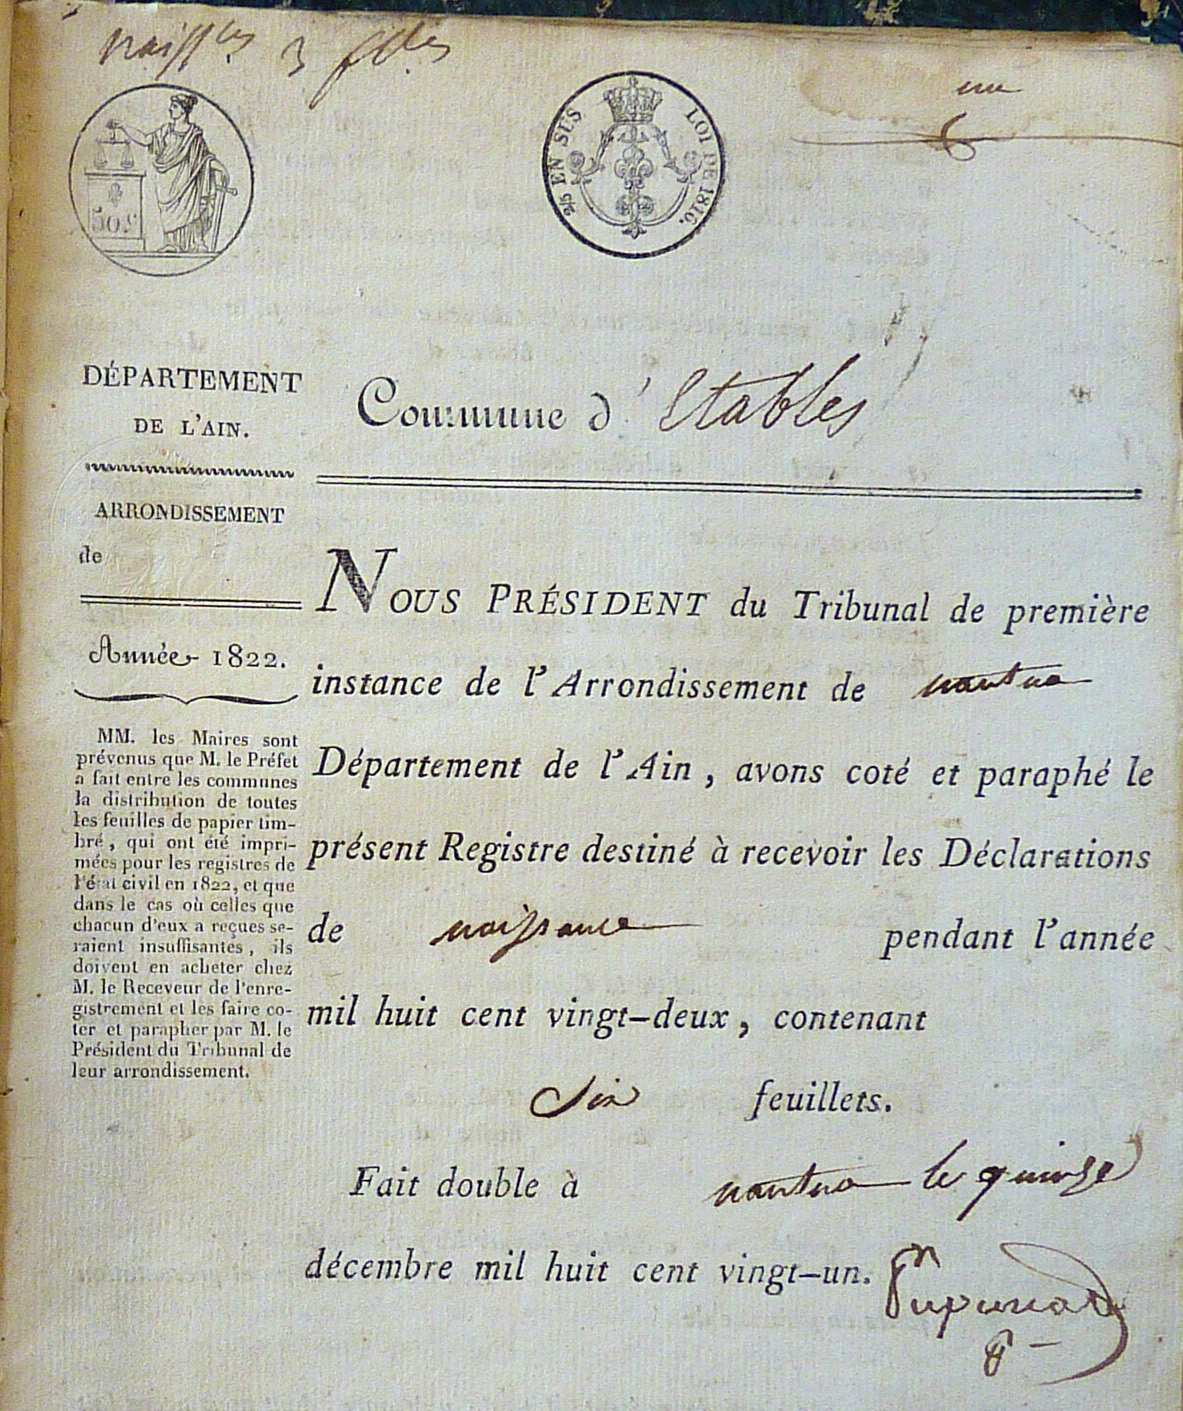 3
une
6
50 c
2/5 EN SUS
LOI DE 1816.
DÉPARTEMENT
DE L'AIN.
ARRONDISSEMENT
de
Année 1822.
MM. les Maires sont
prévenus que M. le Préfet
a fait entre les communes
la distribution de toutes
les feuilles de papier tim-
bré, qui ont été impri-
mées pour les registres de
l'état civil en 1822, et que
dans le cas où celles que
chacun d'eux a reçues se-
raient insuffisantes, ils
doivent en acheter chez
M. le Receveur de l'enre-
gistrement et les faire co-
ter et parapher par M. le
Président du Tribunal de
leur arrondissement.
Commune d'Etables
NOUS PRÉSIDENT du Tribunal de première
instance de l'Arrondissement de nantua
Département de l'Ain, avons coté et paraphé le
présent Registre destiné à recevoir les Déclarations
de naissance pendant l'année
mil huit cent vingt-deux, contenant
Six feuillets.
Fait double à nantua le quinze
décembre mil huit cent vingt-un.